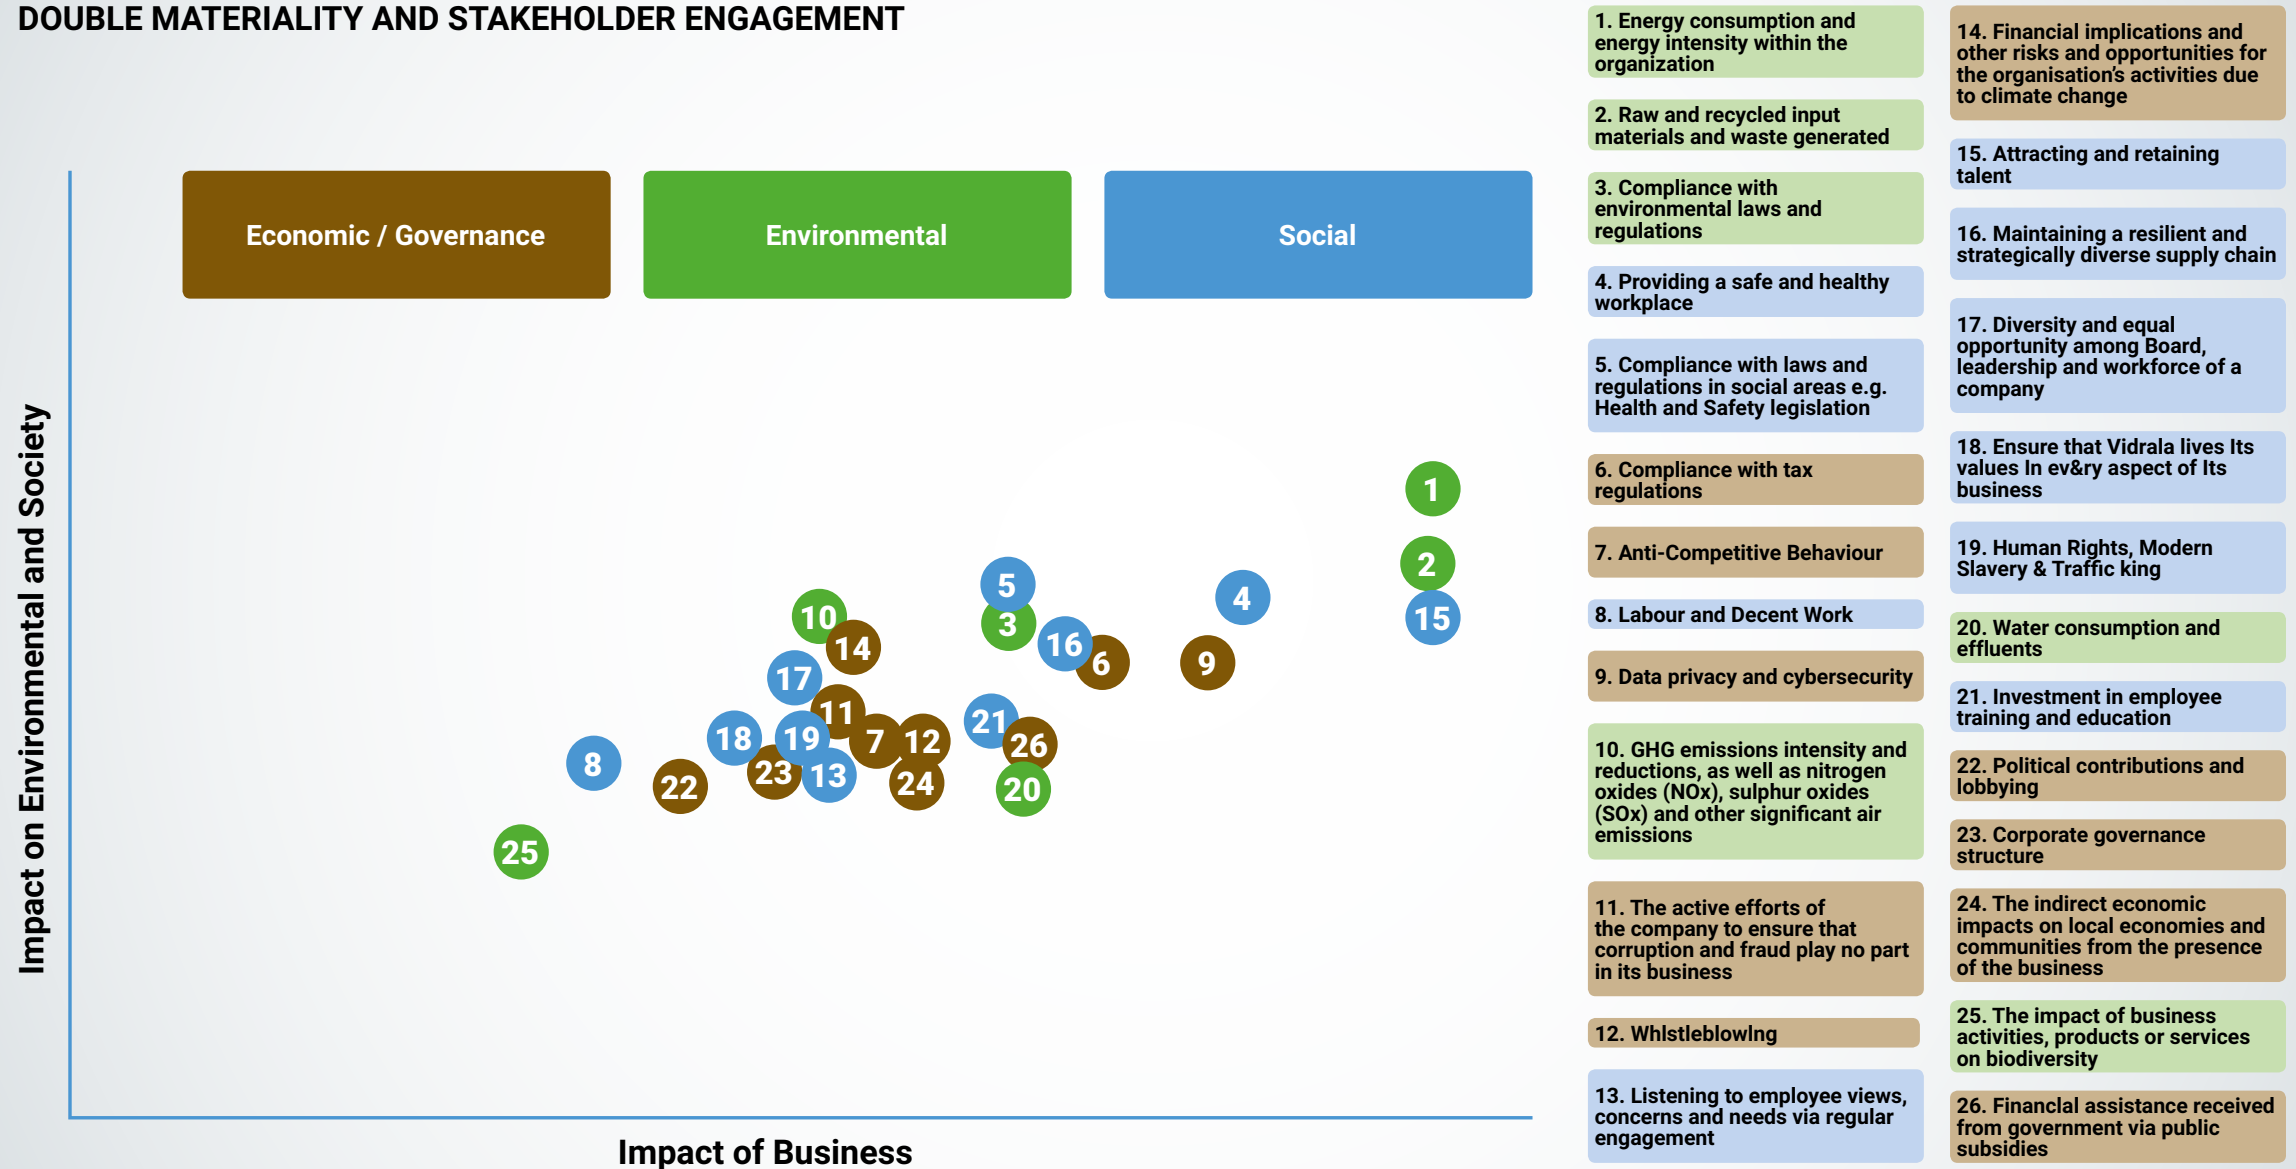 DOUBLE MATERIALITY AND STAKEHOLDER ENGAGEMENT
Economic / Governance
Environmental
Social
Impact on Environmental and Society
1
2
5
4
10
3
15
14
16
6
9
17
11
21
18
19
7
12
26
8
23
13
22
24
20
25
Impact of Business
1. Energy consumption and
energy intensity within the
organization
2. Raw and recycled input
materials and waste generated
3. Compliance with
environmental laws and
regulations
4. Providing a safe and healthy
workplace
5. Compliance with laws and
regulations in social areas e.g.
Health and Safety legislation
6. Compliance with tax
regulations
7. Anti-Competitive Behaviour
8. Labour and Decent Work
9. Data privacy and cybersecurity
10. GHG emissions intensity and
reductions, as well as nitrogen
oxides (NOx), sulphur oxides
(SOx) and other significant air
emissions
11. The active efforts of
the company to ensure that
corruption and fraud play no part
in its business
12. Whlstleblowlng
13. Listening to employee views,
concerns and needs via regular
engagement
14. Financial implications and
other risks and opportunities for
the organisation's activities due
to climate change
15. Attracting and retaining
talent
16. Maintaining a resilient and
strategically diverse supply chain
17. Diversity and equal
opportunity among Board,
leadership and workforce of a
company
18. Ensure that Vidrala lives Its
values In ev&ry aspect of Its
business
19. Human Rights, Modern
Slavery & Traffic king
20. Water consumption and
effluents
21. Investment in employee
training and education
22. Political contributions and
lobbying
23. Corporate governance
structure
24. The indirect economic
impacts on local economies and
communities from the presence
of the business
25. The impact of business
activities, products or services
on biodiversity
26. Financlal assistance received
from government via public
subsidies